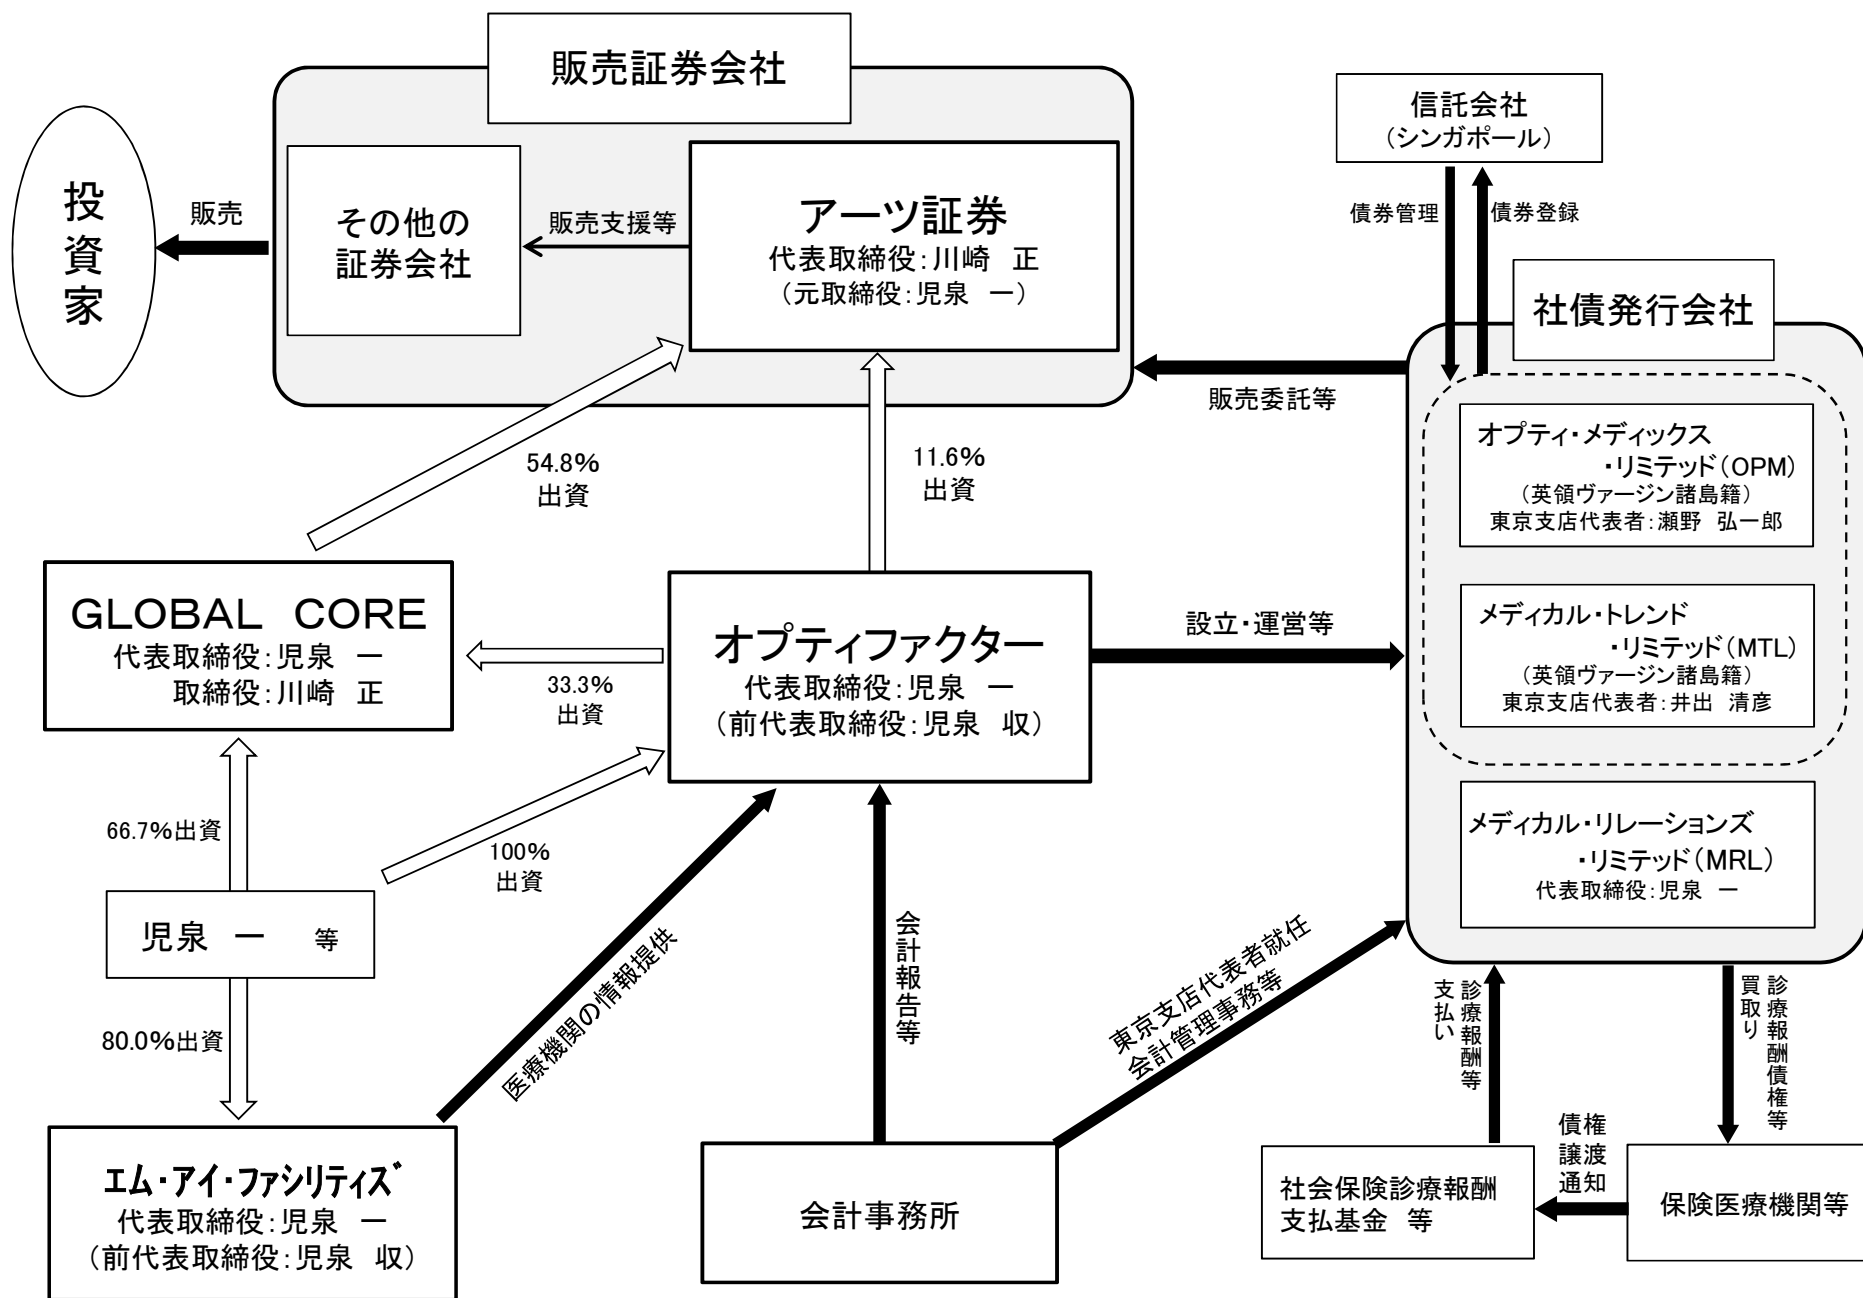 販売証券会社
投資家
販売
その他の
証券会社
販売支援等
アーツ証券
代表取締役：川崎　正
（元取締役：児泉　一）
信託会社
（シンガポール）
債券管理
債券登録
社債発行会社
販売委託等
オプティ・メディックス
・リミテッド（OPM）
（英領ヴァージン諸島籍）
東京支店代表者：瀬野 弘一郎
メディカル・トレンド
・リミテッド（MTL）
（英領ヴァージン諸島籍）
東京支店代表者：井出 清彦
メディカル・リレーションズ
・リミテッド（MRL）
代表取締役：児泉 一
54.8%
出資
11.6%
出資
GLOBAL CORE
代表取締役：児泉　一
取締役：川崎　正
33.3%
出資
オプティファクター
代表取締役：児泉　一
（前代表取締役：児泉　収）
設立・運営等
66.7%出資
100%
出資
児泉　一　等
80.0%出資
医療機関の情報提供
会計報告等
東京支店代表者就任
会計管理事務等
診療報酬等
支払い
診療報酬債権等
買取り
エム・アイ・ファシリティズ
代表取締役：児泉　一
（前代表取締役：児泉　収）
会計事務所
社会保険診療報酬
支払基金　等
債権
譲渡
通知
保険医療機関等